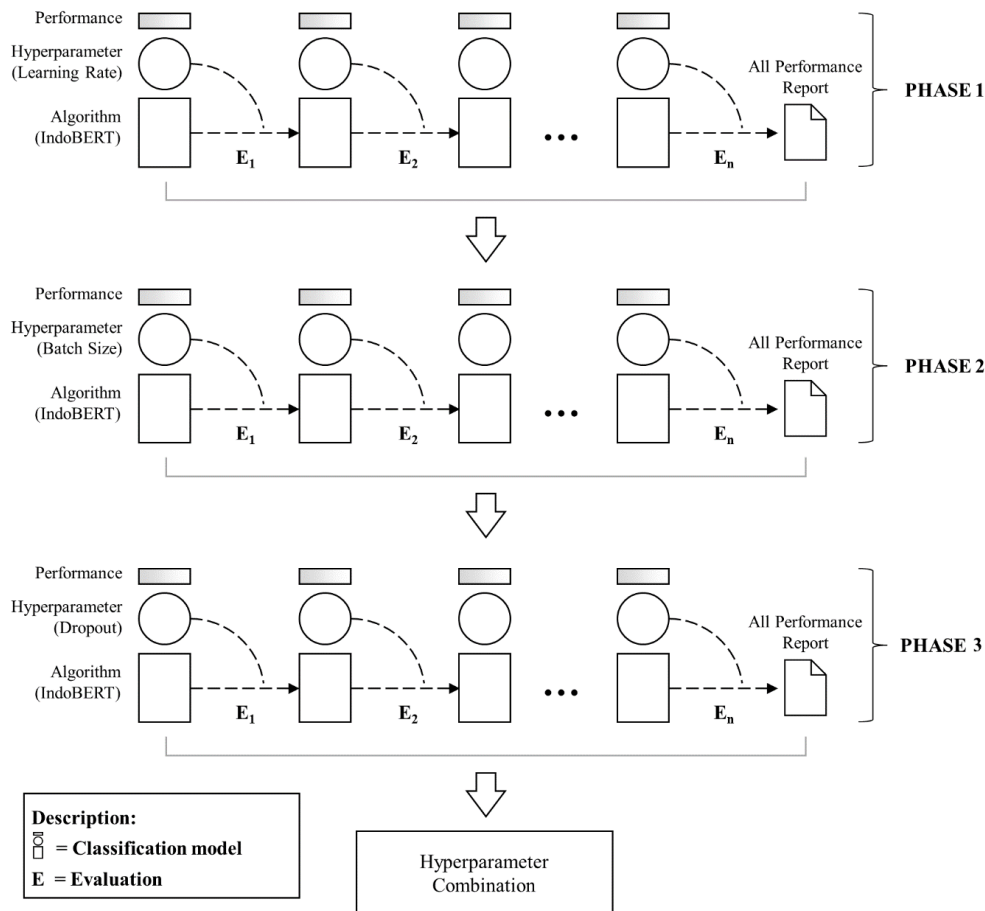 Performance
Hyperparameter
(Learning Rate)
Algorithm
(IndoBERT)
E₁
E₂
...
Eₙ
All Performance
Report
PHASE 1
Performance
Hyperparameter
(Batch Size)
Algorithm
(IndoBERT)
E₁
E₂
...
Eₙ
All Performance
Report
PHASE 2
Performance
Hyperparameter
(Dropout)
Algorithm
(IndoBERT)
E₁
E₂
...
Eₙ
All Performance
Report
PHASE 3
Description:
= Classification model
E = Evaluation
Hyperparameter
Combination